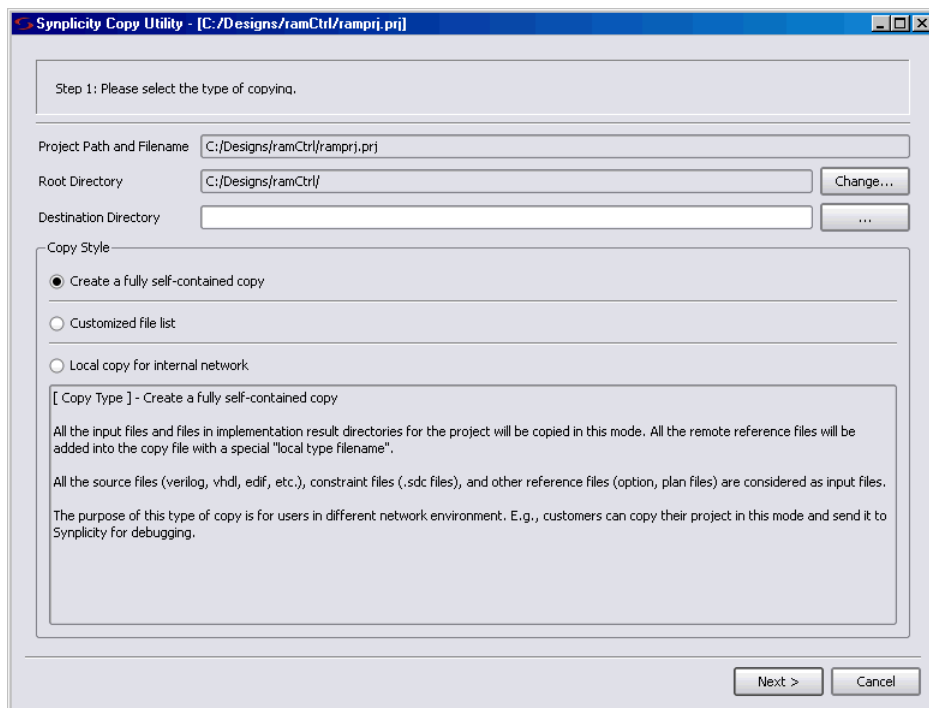 Synplicity Copy Utility - [C:/Designs/ramCtrl/ramprj.prj]
Step 1: Please select the type of copying.
Project Path and Filename C:/Designs/ramCtrl/ramprj.prj
Root Directory C:/Designs/ramCtrl/ Change...
Destination Directory ...
Copy Style
Create a fully self-contained copy
Customized file list
Local copy for internal network
[ Copy Type ] - Create a fully self-contained copy
All the input files and files in implementation result directories for the project will be copied in this mode. All the remote reference files will be
added into the copy file with a special "local type filename".
All the source files (verilog, vhdl, edif, etc.), constraint files (.sdc files), and other reference files (option, plan files) are considered as input files.
The purpose of this type of copy is for users in different network environment. E.g., customers can copy their project in this mode and send it to
Synplicity for debugging.
Next > Cancel